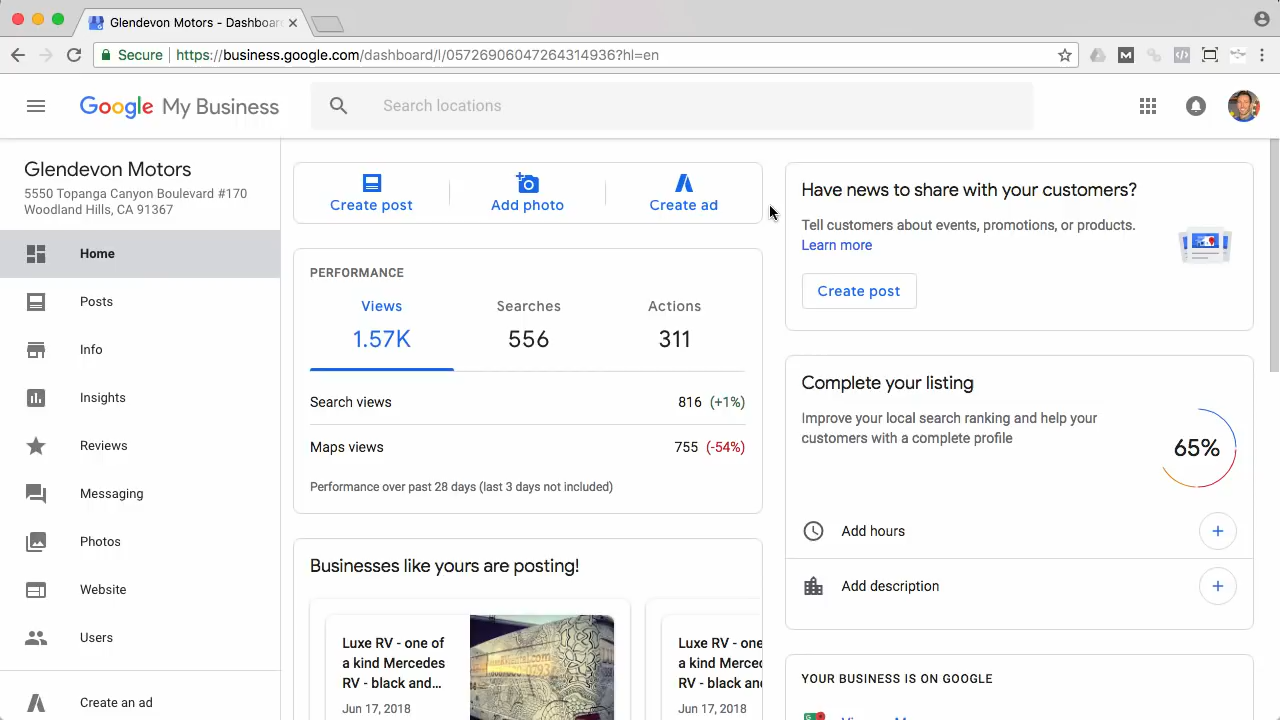 Glendevon Motors - Dashboar
Secure
https://business.google.com/dashboard/l/05726906047264314936?hl=en
Google My Business
Search locations
Glendevon Motors
5550 Topanga Canyon Boulevard #170
Woodland Hills, CA 91367
Home
Posts
Info
Insights
Reviews
Messaging
Photos
Website
Users
Create an ad
Create post
Add photo
Create ad
PERFORMANCE
Views
Searches
Actions
1.57K
556
311
Search views
816 (+1%)
Maps views
755 (-54%)
Performance over past 28 days (last 3 days not included)
Businesses like yours are posting!
Luxe RV - one of
a kind Mercedes
RV - black and...
Jun 17, 2018
Luxe RV - one
a kind Merced
RV - black and
Jun 17, 2018
Have news to share with your customers?
Tell customers about events, promotions, or products.
Learn more
Create post
Complete your listing
Improve your local search ranking and help your
customers with a complete profile
65%
Add hours
Add description
YOUR BUSINESS IS ON GOOGLE